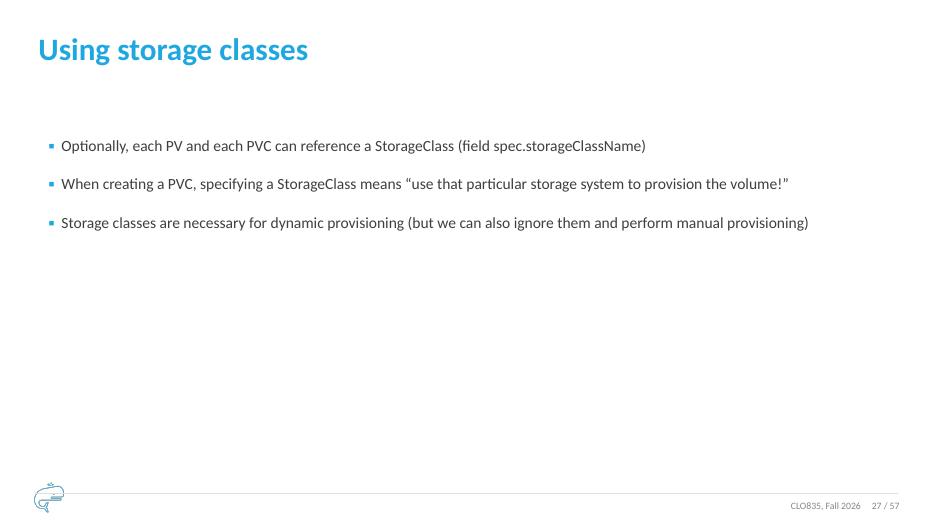 Using storage classes
▪ Optionally, each PV and each PVC can reference a StorageClass (field spec.storageClassName)
▪ When creating a PVC, specifying a StorageClass means “use that particular storage system to provision the volume!”
▪ Storage classes are necessary for dynamic provisioning (but we can also ignore them and perform manual provisioning)
CLO835, Fall 2026 27 / 57